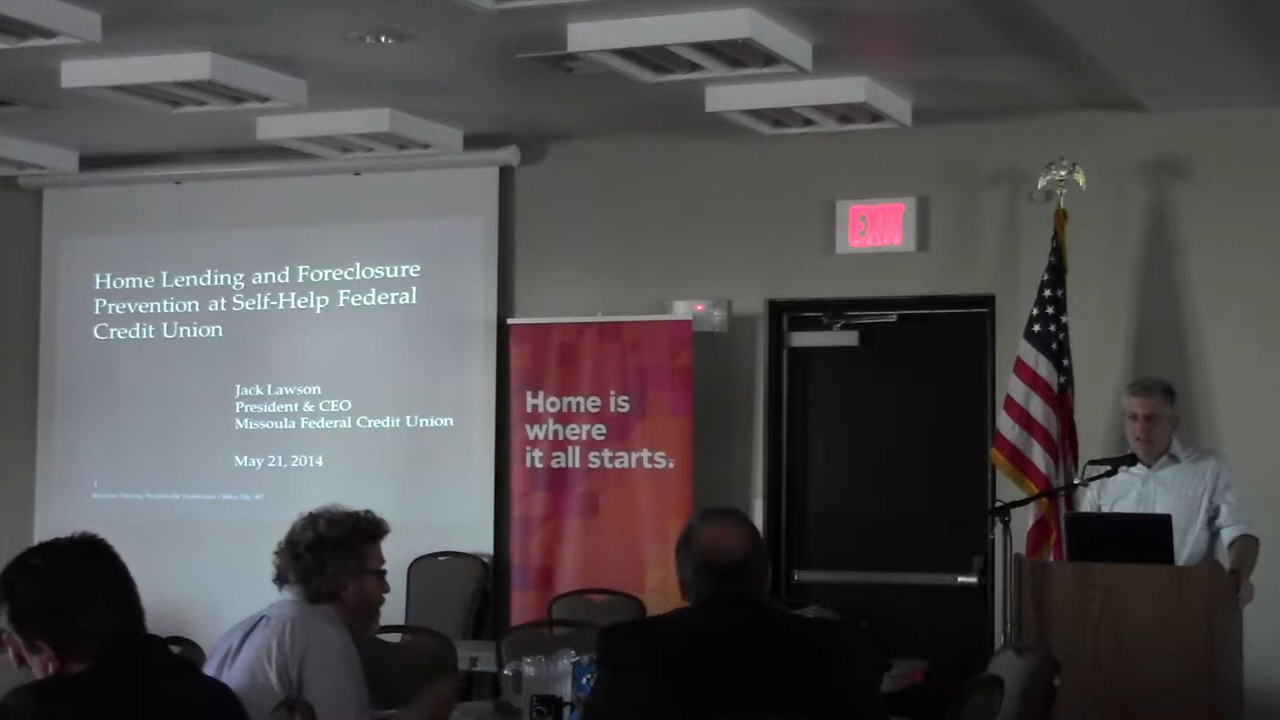 Home Lending and Foreclosure
Prevention at Self-Help Federal
Credit Union
Jack Lawson
President & CEO
Missoula Federal Credit Union
May 21, 2014
1
Home is
where
it all starts.
EXIT